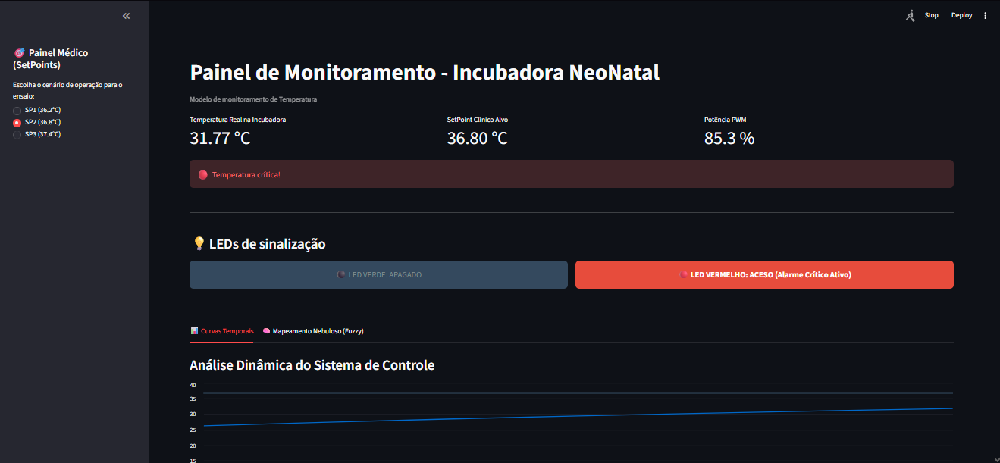 Stop
Deploy
Painel Médico
(SetPoints)
Escolha o cenário de operação para o
ensaio:
SP1 (36.2°C)
SP2 (36.8°C)
SP3 (37.4°C)
Painel de Monitoramento - Incubadora NeoNatal
Modelo de monitoramento de Temperatura
Temperatura Real na Incubadora
31.77 °C
SetPoint Clínico Alvo
36.80 °C
Potência PWM
85.3 %
Temperatura crítica!
LEDs de sinalização
LED VERDE: APAGADO
LED VERMELHO: ACESO (Alarme Crítico Ativo)
Curvas Temporais
Mapeamento Nebuloso (Fuzzy)
Análise Dinâmica do Sistema de Controle
40
35
30
25
20
15